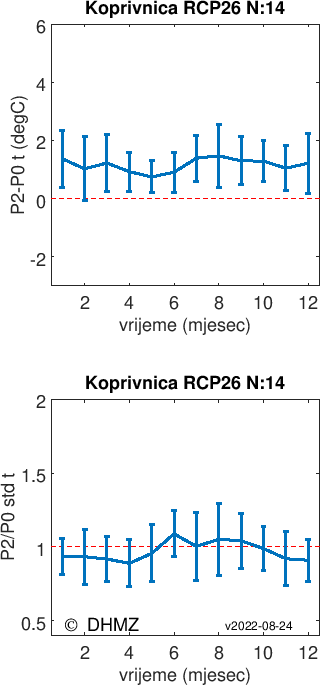 Koprivnica RCP26 N:14
P2-P0 t (degC)
6
4
2
0
-2
2 4 6 8 10 12
vrijeme (mjesec)
Koprivnica RCP26 N:14
P2/P0 std t
2
1.5
1
0.5
© DHMZ
v2022-08-24
2 4 6 8 10 12
vrijeme (mjesec)